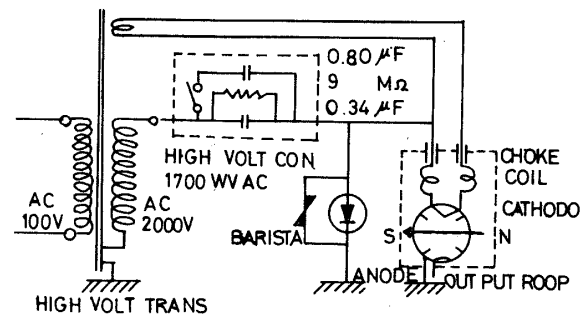 0.80 μF
9 MΩ
0.34 μF
HIGH VOLT CON.
1700 WV AC
CHOKE
COIL
CATHODO
AC
100V
AC
2000V
BARISTA
S
N
ANODE
OUT PUT ROOP
HIGH VOLT TRANS